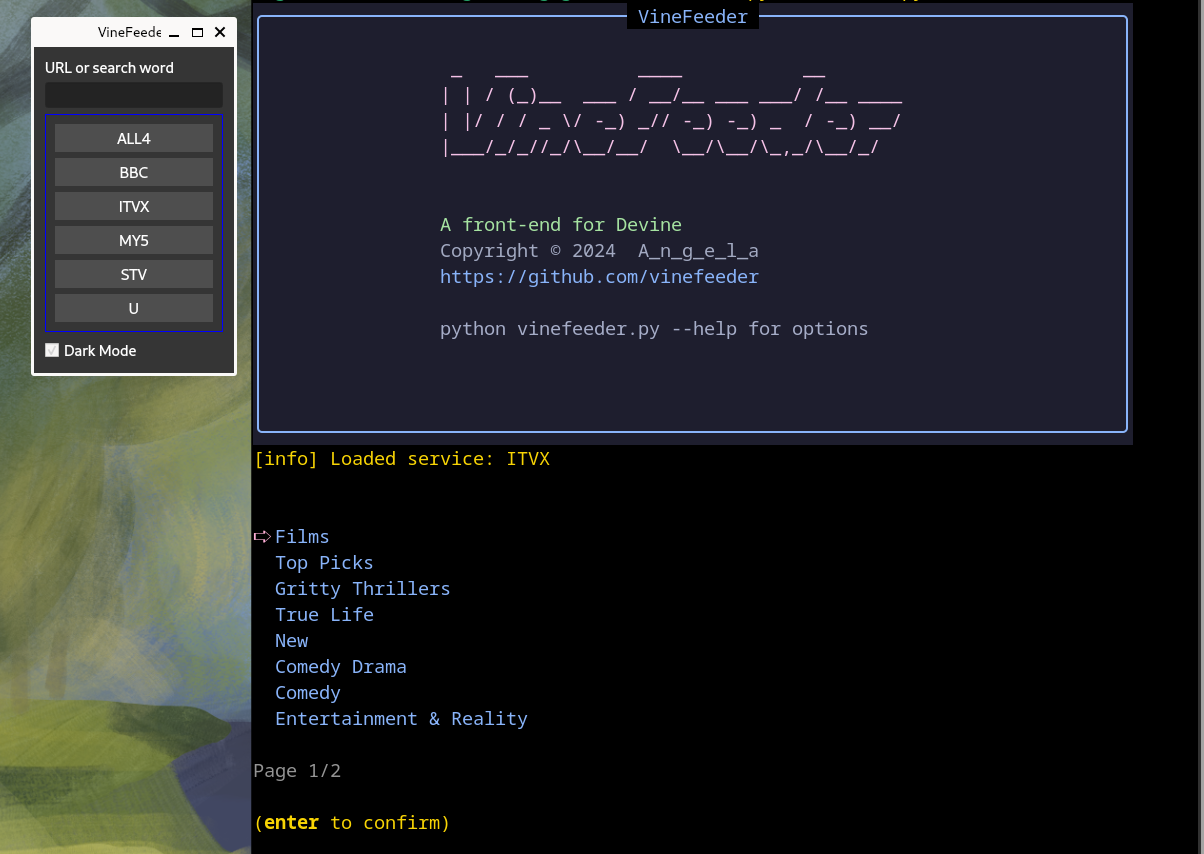 VineFeede
URL or search word
ALL4
BBC
ITVX
MY5
STV
U
Dark Mode
VineFeeder
A front-end for Devine
Copyright © 2024  A_n_g_e_l_a
https://github.com/vinefeeder
python vinefeeder.py --help for options
[info] Loaded service: ITVX
➪Films
Top Picks
Gritty Thrillers
True Life
New
Comedy Drama
Comedy
Entertainment & Reality
Page 1/2
(enter to confirm)